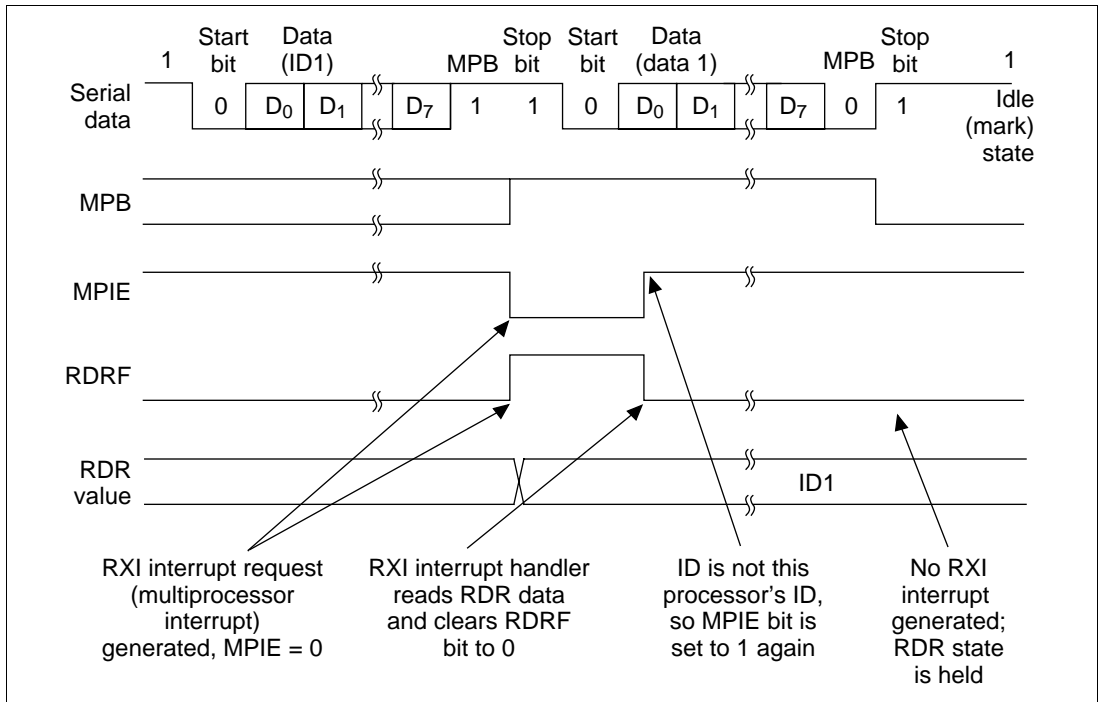 1 Start bit Data (ID1) MPB Stop bit Start bit Data (data 1) MPB Stop bit 1
Serial data 0 D0 D1 D7 1 1 0 D0 D1 D7 0 1 Idle (mark) state
MPB
MPIE
RDRF
RDR value ID1
RXI interrupt request
(multiprocessor
interrupt)
generated, MPIE = 0
RXI interrupt handler
reads RDR data
and clears RDRF
bit to 0
ID is not this
processor's ID,
so MPIE bit is
set to 1 again
No RXI
interrupt
generated;
RDR state
is held